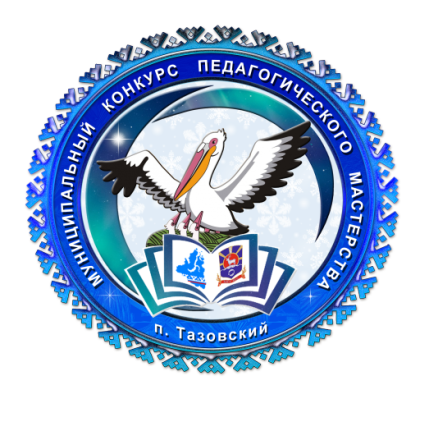 МУНИЦИПАЛЬНЫЙ КОНКУРС ПЕДАГОГИЧЕСКОГО МАСТЕРСТВА
п. Тазовский